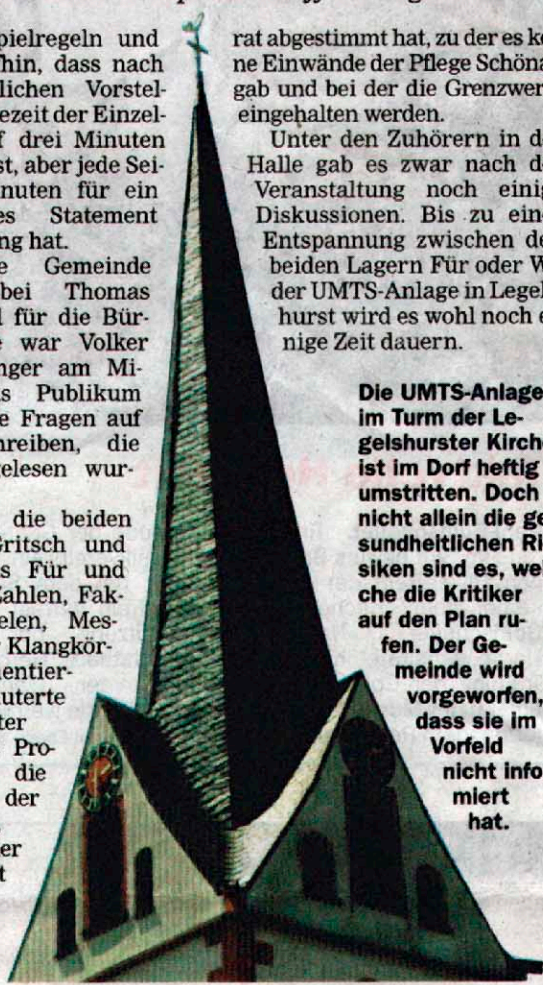 pielregeln und
hin, dass nach
lichen Vorstel-
ezeit der Einzel-
f drei Minuten
st, aber jede Sei-
nuten für ein
es Statement
ng hat.
e Gemeinde
bei Thomas
l für die Bür-
e war Volker
nger am Mi-
s Publikum
e Fragen auf
hreiben, die
elesen wur-
die beiden
Gritsch und
s Für und
Zahlen, Fak-
elen, Mes-
r Klangkör-
entier-
uterte
ter
Pro-
die
der
er
t
rat abgestimmt hat, zu der es ke
ne Einwände der Pflege Schöna
gab und bei der die Grenzwer
eingehalten werden.
Unter den Zuhörern in d
Halle gab es zwar nach d
Veranstaltung noch einig
Diskussionen. Bis zu ein
Entspannung zwischen de
beiden Lagern Für oder W
der UMTS-Anlage in Legel
hurst wird es wohl noch e
nige Zeit dauern.
Die UMTS-Anlage
im Turm der Le-
gelshurster Kirche
ist im Dorf heftig
umstritten. Doch
nicht allein die ge
sundheitlichen Ri
siken sind es, wel
che die Kritiker
auf den Plan ru-
fen. Der Ge-
meinde wird
vorgeworfen,
dass sie im
Vorfeld
nicht info
miert
hat.